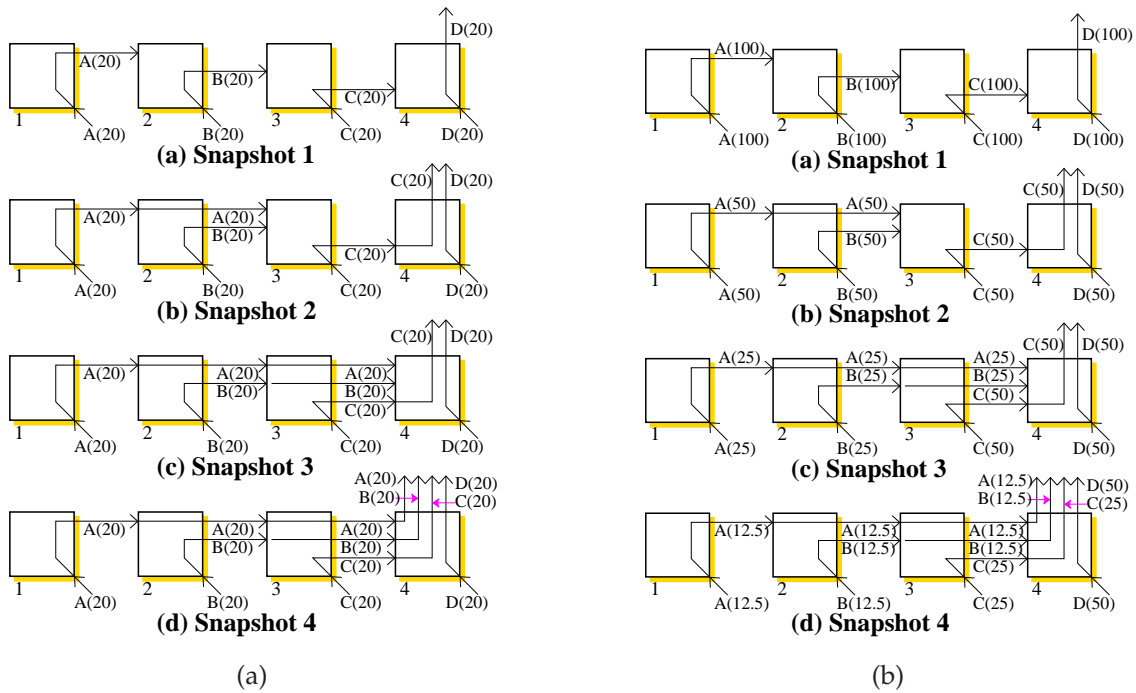 D(20)
A(20)
B(20)
C(20)
1
2
3
4
A(20)
B(20)
C(20)
D(20)
(a) Snapshot 1
C(20)
D(20)
A(20)
A(20)
B(20)
C(20)
1
2
3
4
A(20)
B(20)
C(20)
D(20)
(b) Snapshot 2
C(20)
D(20)
A(20)
A(20)
B(20)
A(20)
B(20)
C(20)
1
2
3
4
A(20)
B(20)
C(20)
D(20)
(c) Snapshot 3
A(20)
B(20)
D(20)
C(20)
A(20)
A(20)
B(20)
A(20)
B(20)
C(20)
1
2
3
4
A(20)
B(20)
C(20)
D(20)
(d) Snapshot 4
(a)
D(100)
A(100)
B(100)
C(100)
1
2
3
4
A(100)
B(100)
C(100)
D(100)
(a) Snapshot 1
C(50)
D(50)
A(50)
A(50)
B(50)
C(50)
1
2
3
4
A(50)
B(50)
C(50)
D(50)
(b) Snapshot 2
C(50)
D(50)
A(25)
A(25)
B(25)
A(25)
B(25)
C(50)
1
2
3
4
A(25)
B(25)
C(50)
D(50)
(c) Snapshot 3
A(12.5)
B(12.5)
D(50)
C(25)
A(12.5)
A(12.5)
B(12.5)
A(12.5)
B(12.5)
C(25)
1
2
3
4
A(12.5)
B(12.5)
C(25)
D(50)
(d) Snapshot 4
(b)